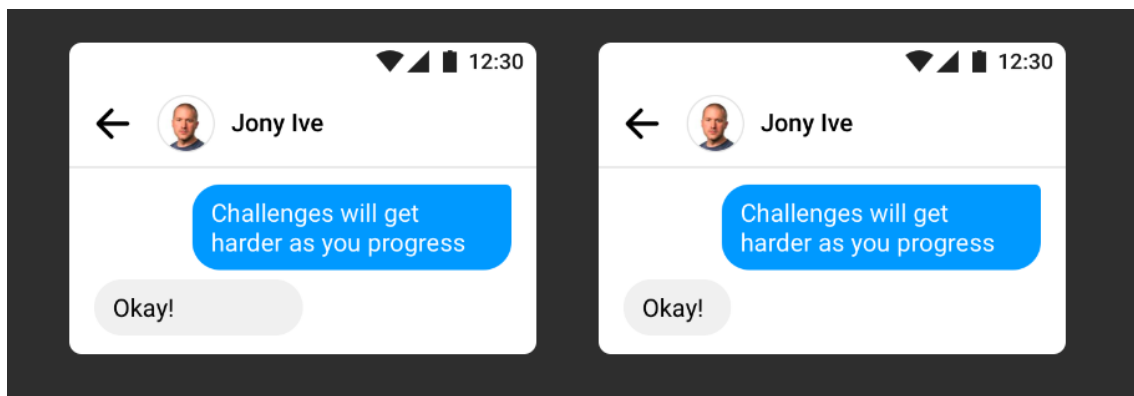 12:30
Jony Ive
Challenges will get
harder as you progress
Okay!
12:30
Jony Ive
Challenges will get
harder as you progress
Okay!